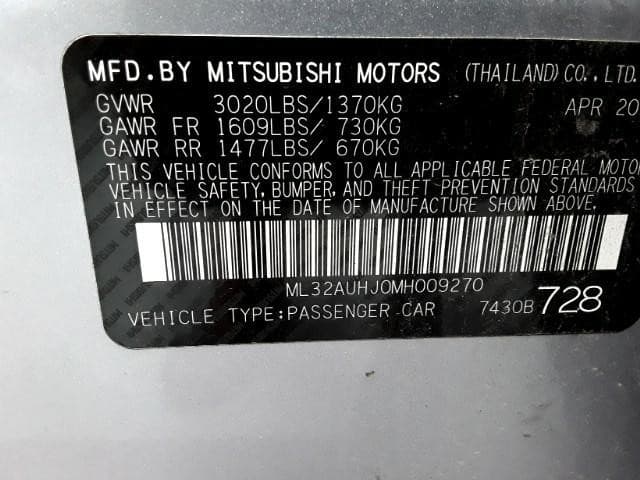 MFD.BY MITSUBISHI MOTORS (THAILAND)CO.,LTD.
GVWR 3020LBS/1370KG APR 20
GAWR FR 1609LBS/ 730KG
GAWR RR 1477LBS/ 670KG
THIS VEHICLE CONFORMS TO ALL APPLICABLE FEDERAL MOTOR
VEHICLE SAFETY, BUMPER, AND THEFT PREVENTION STANDARDS
IN EFFECT ON THE DATE OF MANUFACTURE SHOWN ABOVE.
ML32AUHJ0MH009270
VEHICLE TYPE:PASSENGER CAR 7430B 728